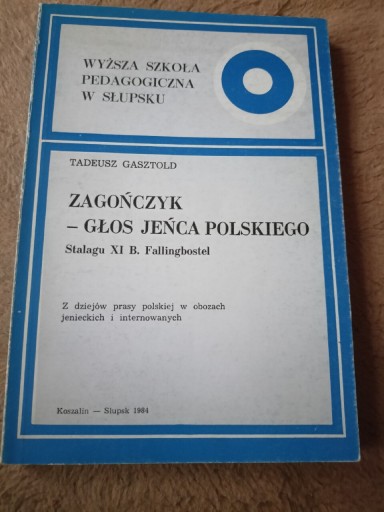 WYŻSZA SZKOŁA
PEDAGOGICZNA
W SŁUPSKU
TADEUSZ GASZTOLD
ZAGOŃCZYK
– GŁOS JEŃCA POLSKIEGO
Stalagu XI B. Fallingbostel
Z dziejów prasy polskiej w obozach
jenieckich i internowanych
Koszalin — Słupsk 1984